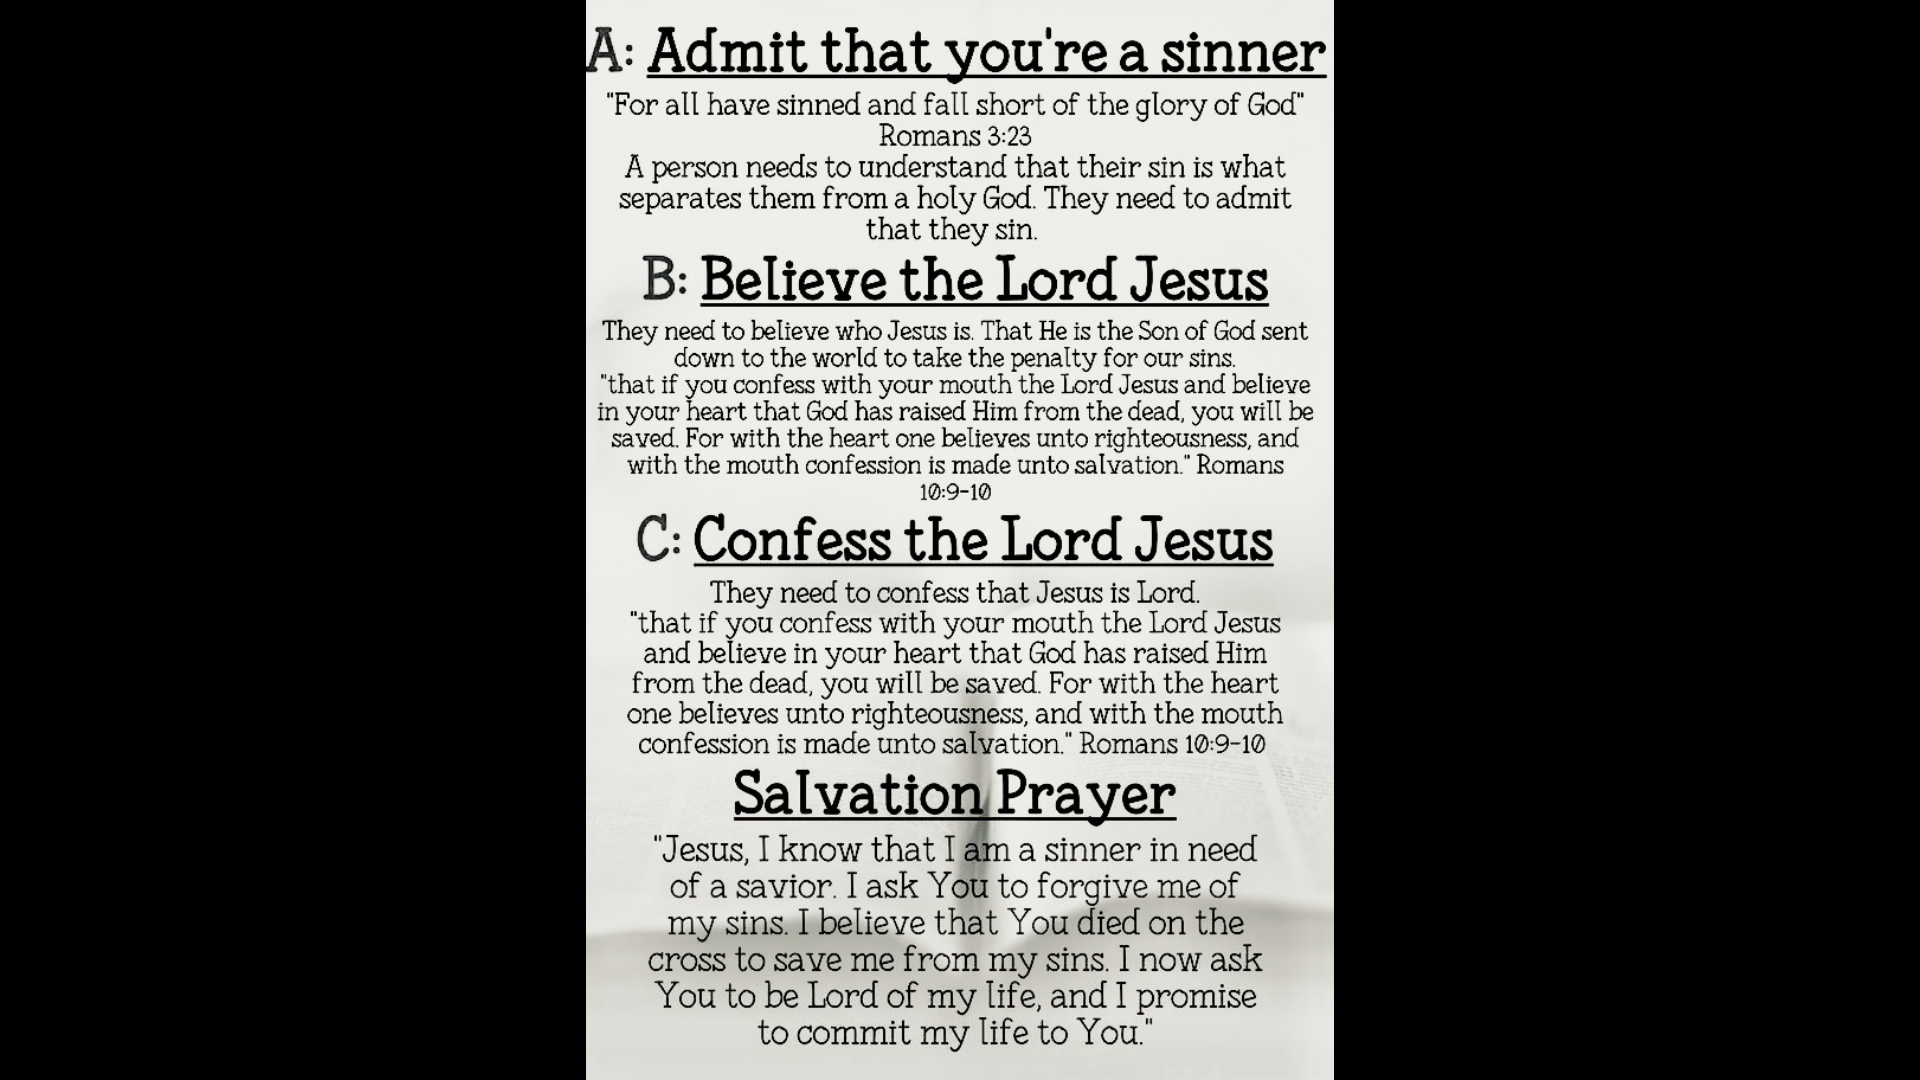 A: Admit that you're a sinner
"For all have sinned and fall short of the glory of God"
Romans 3:23
A person needs to understand that their sin is what
separates them from a holy God. They need to admit
that they sin.
B: Believe the Lord Jesus
They need to believe who Jesus is. That He is the Son of God sent
down to the world to take the penalty for our sins.
"that if you confess with your mouth the Lord Jesus and believe
in your heart that God has raised Him from the dead, you will be
saved. For with the heart one believes unto righteousness, and
with the mouth confession is made unto salvation." Romans
10:9-10
C: Confess the Lord Jesus
They need to confess that Jesus is Lord.
"that if you confess with your mouth the Lord Jesus
and believe in your heart that God has raised Him
from the dead, you will be saved. For with the heart
one believes unto righteousness, and with the mouth
confession is made unto salvation." Romans 10:9-10
Salvation Prayer
"Jesus, I know that I am a sinner in need
of a savior. I ask You to forgive me of
my sins. I believe that You died on the
cross to save me from my sins. I now ask
You to be Lord of my life, and I promise
to commit my life to You."